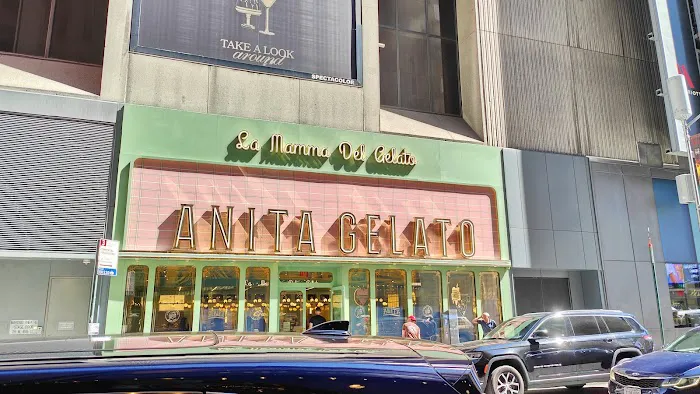 TAKE A LOOK
around
SPECTACOLOR
La Mamma Del Gelato
ANITA GELATO